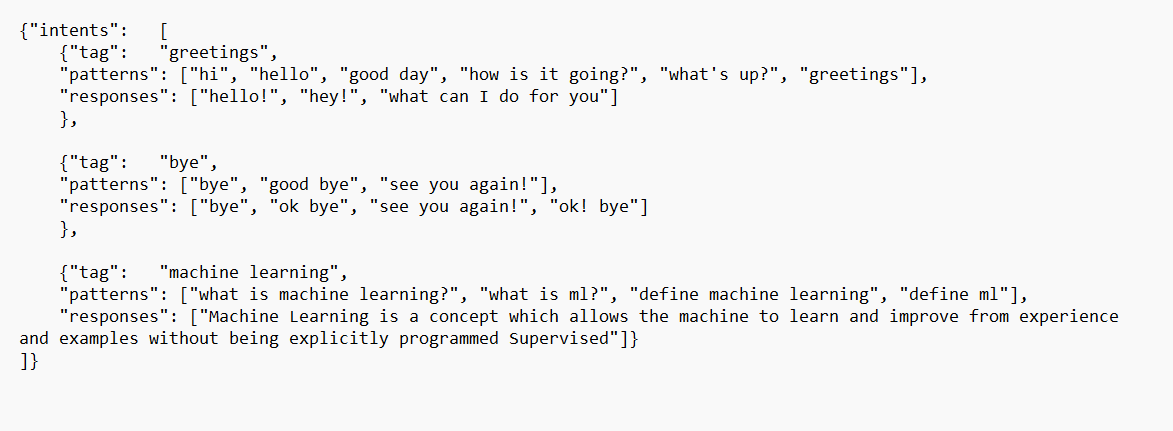 {"intents":   [
    {"tag":   "greetings",
    "patterns": ["hi", "hello", "good day", "how is it going?", "what's up?", "greetings"],
    "responses": ["hello!", "hey!", "what can I do for you"]
    },

    {"tag":   "bye",
    "patterns": ["bye", "good bye", "see you again!"],
    "responses": ["bye", "ok bye", "see you again!", "ok! bye"]
    },

    {"tag":   "machine learning",
    "patterns": ["what is machine learning?", "what is ml?", "define machine learning", "define ml"],
    "responses": ["Machine Learning is a concept which allows the machine to learn and improve from experience
and examples without being explicitly programmed Supervised"]}
]}